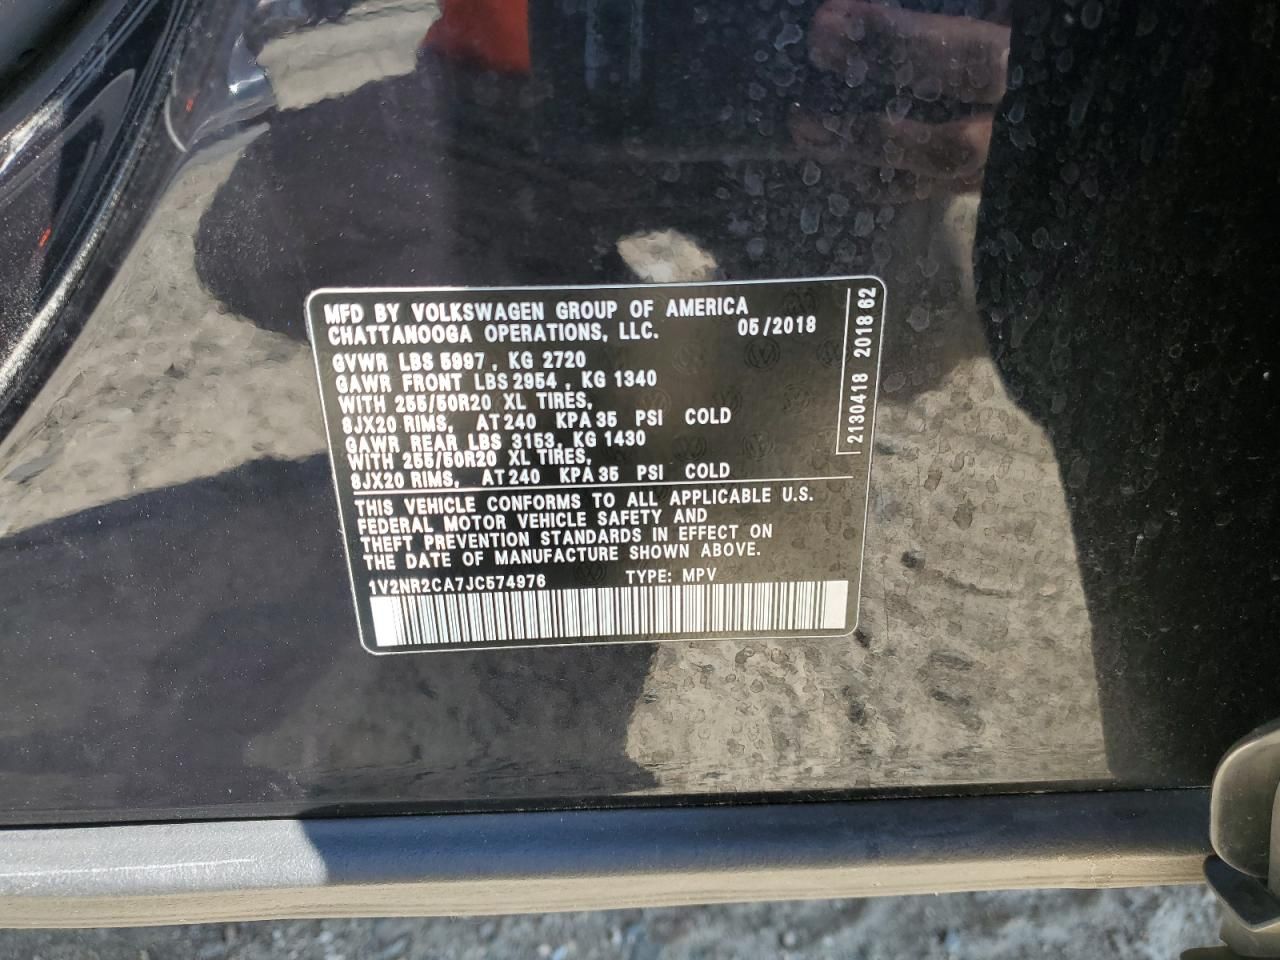 MFD BY VOLKSWAGEN GROUP OF AMERICA
CHATTANOOGA OPERATIONS, LLC. 05/2018
GVWR LBS 5997 , KG 2720
GAWR FRONT LBS 2954 , KG 1340
WITH 255/50R20 XL TIRES,
8JX20 RIMS, AT 240 KPA 35 PSI COLD
GAWR REAR LBS 3153, KG 1430
WITH 255/50R20 XL TIRES,
8JX20 RIMS, AT 240 KPA 35 PSI COLD
THIS VEHICLE CONFORMS TO ALL APPLICABLE U.S.
FEDERAL MOTOR VEHICLE SAFETY AND
THEFT PREVENTION STANDARDS IN EFFECT ON
THE DATE OF MANUFACTURE SHOWN ABOVE.
1V2NR2CA7JC574976 TYPE: MPV
2130418 2018 62